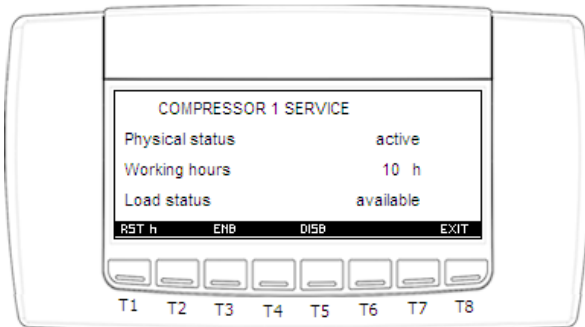 COMPRESSOR 1 SERVICE
Physical status active
Working hours 10 h
Load status available
RST h ENB DISB EXIT
T1 T2 T3 T4 T5 T6 T7 T8